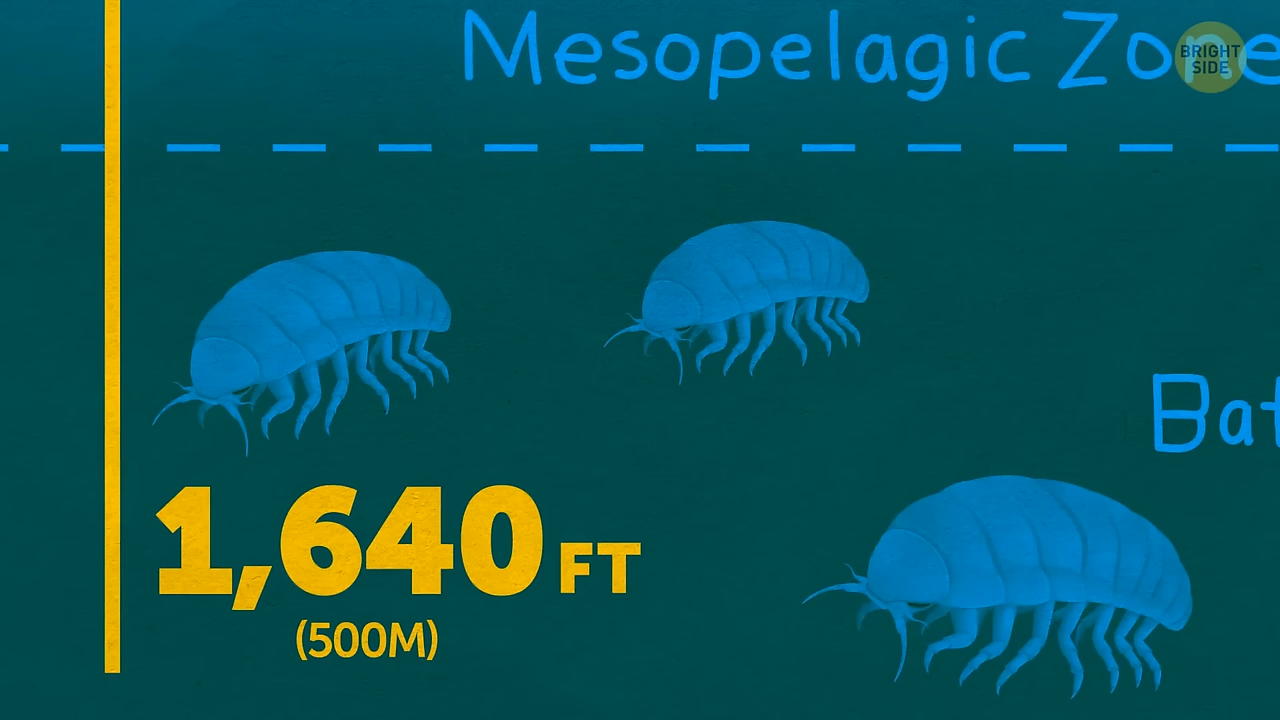 Mesopelagic Zone
BRIGHT
SIDE
Bat
1,640 FT
(500M)